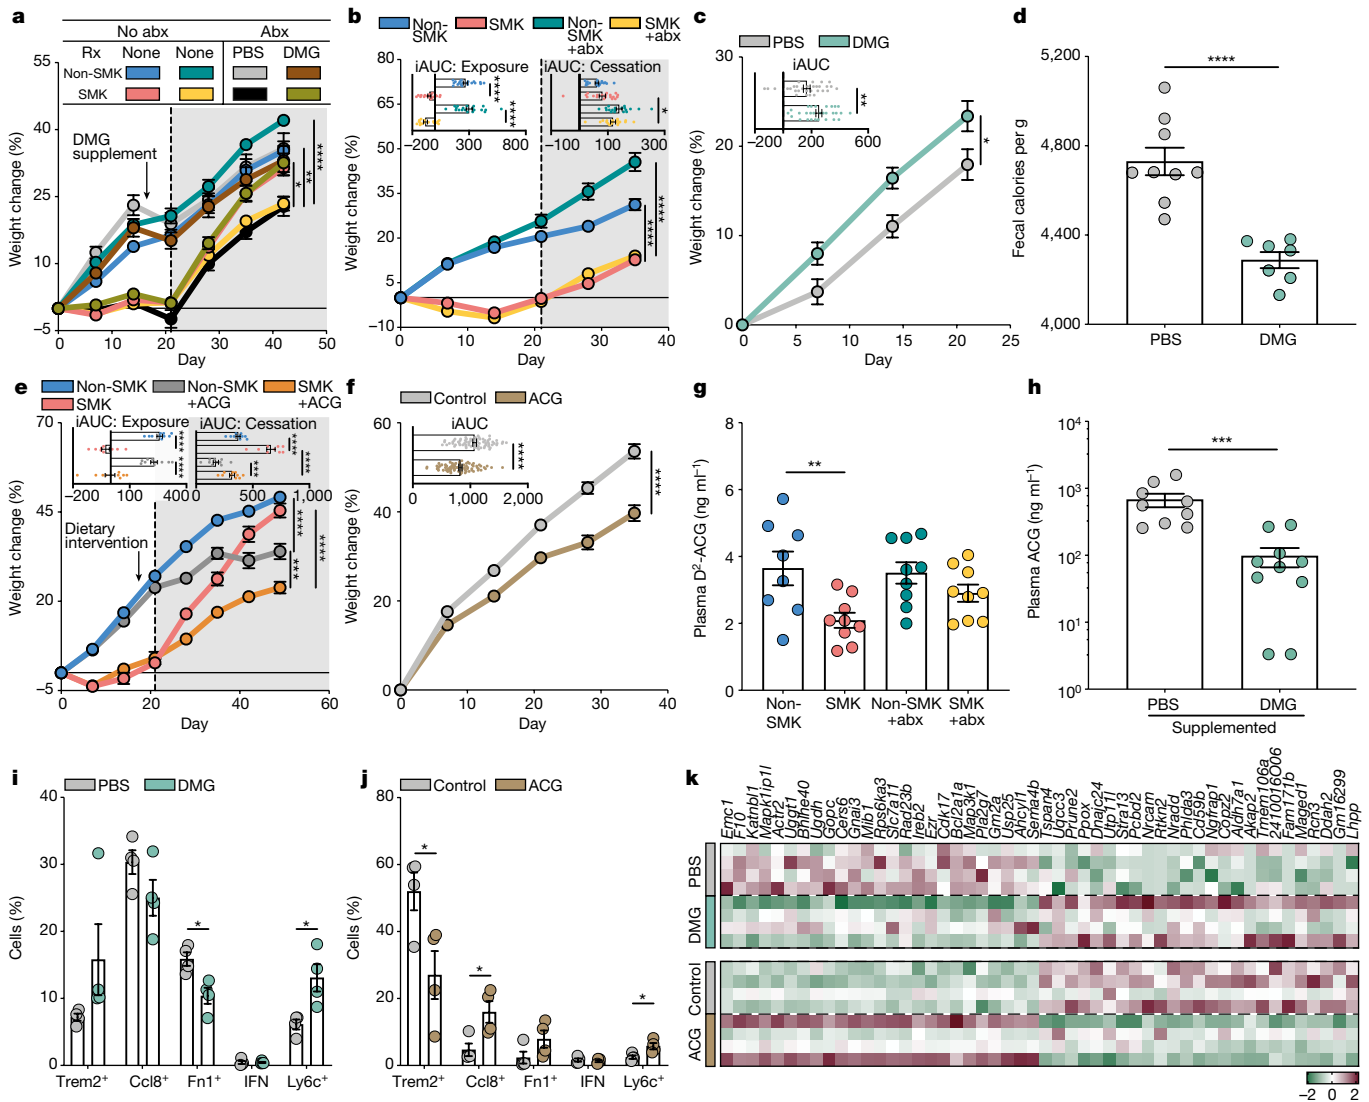 a
No abx Abx
Rx None None PBS DMG
Non-SMK
SMK
DMG
supplement
Weight change (%)
55
40
25
10
−5
0 10 20 30 40 50
Day
*
**
****
b
Non-
SMK
SMK
Non-
SMK
+abx
SMK
+abx
iAUC: Exposure
iAUC: Cessation
−200 300 800
−100 100 300
****
****
*
Weight change (%)
80
65
50
35
20
5
−10
0 10 20 30 40
Day
****
****
c
PBS DMG
iAUC
−200 0 200 600
**
Weight change (%)
30
20
10
0
0 5 10 15 20 25
Day
*
d
Fecal calories per g
5,200
4,800
4,400
4,000
****
PBS DMG
e
Non-SMK
Non-SMK
+ACG
SMK
+ACG
SMK
iAUC: Exposure
iAUC: Cessation
−200 100 400
0 500 1,000
****
****
****
***
****
Dietary
intervention
Weight change (%)
70
45
20
−5
0 20 40 60
Day
****
***
****
f
Control ACG
iAUC
0 1,000 2,000
****
Weight change (%)
60
40
20
0
0 10 20 30 40
Day
****
g
Plasma D²-ACG (ng ml⁻¹)
8
6
4
2
0
**
Non-
SMK
SMK
Non-SMK
+abx
SMK
+abx
h
Plasma ACG (ng ml⁻¹)
10⁴
10³
10²
10¹
10⁰
***
PBS DMG
Supplemented
i
PBS DMG
Cells (%)
40
30
20
10
0
*
*
Trem2⁺ Ccl8⁺ Fn1⁺ IFN Ly6c⁺
j
Control ACG
Cells (%)
80
60
40
20
0
*
*
*
Trem2⁺ Ccl8⁺ Fn1⁺ IFN Ly6c⁺
k
Emc1
F10
Katnbl1
Mapk1ip1l
Actr2
Uggt1
Bhlhe40
Ugdh
Gopc
Cers6
Gnai3
Mib1
Rps6ka3
Slc7a11
Rad23b
Ireb2
Ezr
Cdk17
Bcl2a1a
Map3k1
Pla2g7
Gm2a
Usp25
Ahcyl1
Sema4b
Tspan4
Uqcc3
Prune2
Ppox
Dnajc24
Utp11l
Stra13
Pcbd2
Nrcam
Rtkn2
Nradd
Phlda3
Cd59b
Ngfrap1
Copz2
Aldh7a1
Akap2
Tmem106a
F41016O06
Fam171b
Maged1
Rcn3
Ddah2
Gm16299
Lhpp
PBS
DMG
Control
ACG
−2 0 2